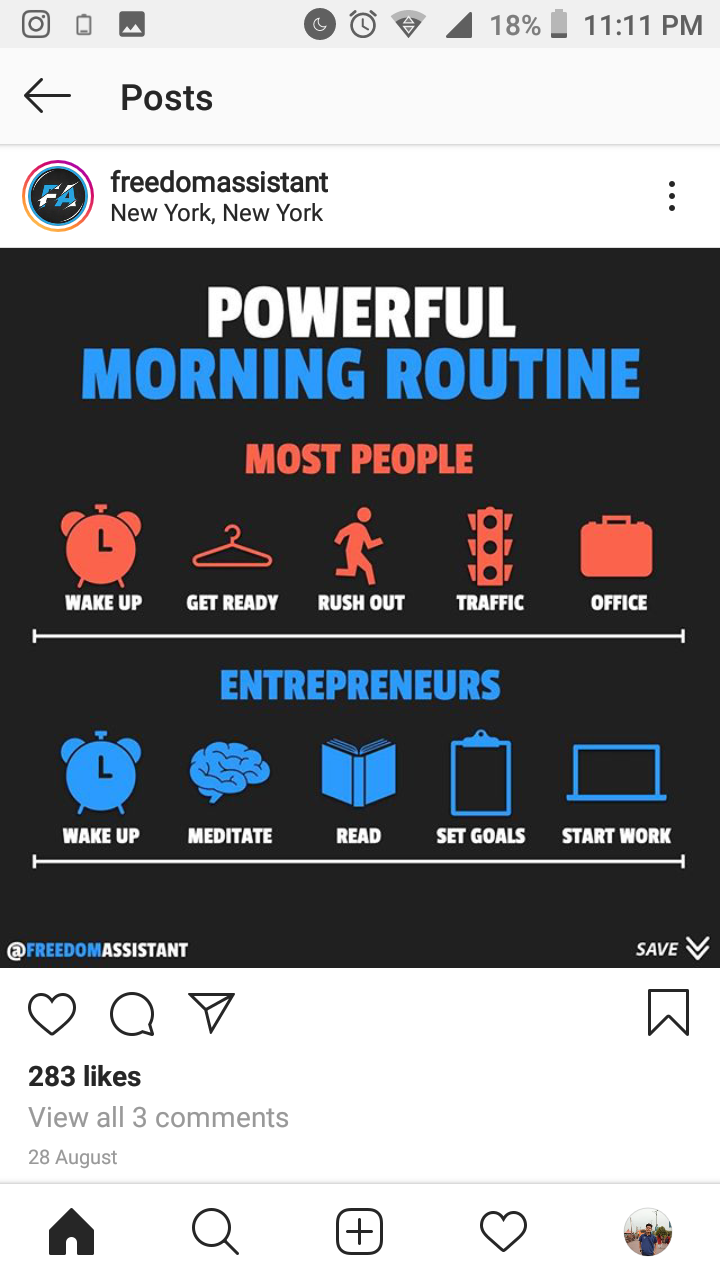 18% 11:11 PM
Posts
FA
freedomassistant
New York, New York
POWERFUL
MORNING ROUTINE
MOST PEOPLE
WAKE UP GET READY RUSH OUT TRAFFIC OFFICE
ENTREPRENEURS
WAKE UP MEDITATE READ SET GOALS START WORK
@FREEDOMASSISTANT SAVE
283 likes
View all 3 comments
28 August